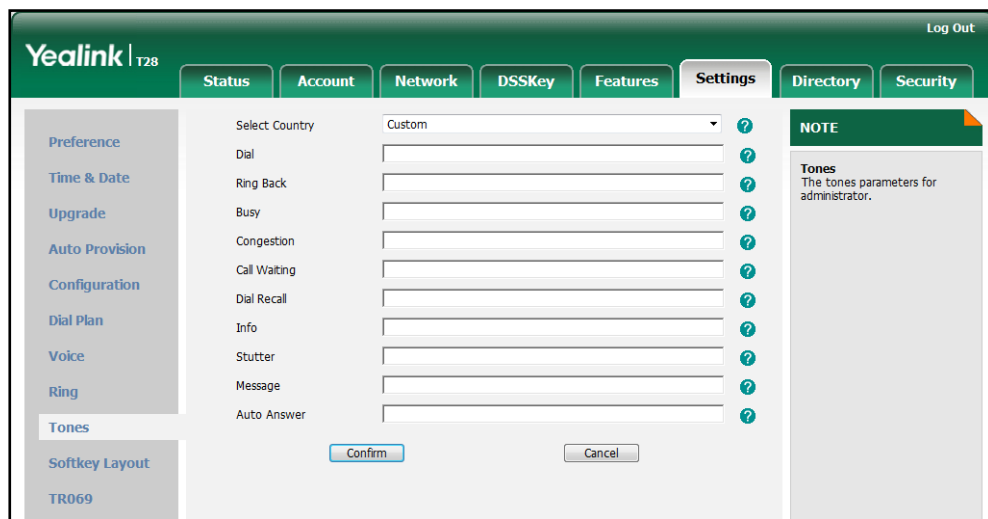 Log Out
Yealink T28
Status Account Network DSSKey Features Settings Directory Security
Preference
Time & Date
Upgrade
Auto Provision
Configuration
Dial Plan
Voice
Ring
Tones
Softkey Layout
TR069
Select Country Custom ?
Dial ?
Ring Back ?
Busy ?
Congestion ?
Call Waiting ?
Dial Recall ?
Info ?
Stutter ?
Message ?
Auto Answer ?
Confirm Cancel
NOTE
Tones
The tones parameters for
administrator.